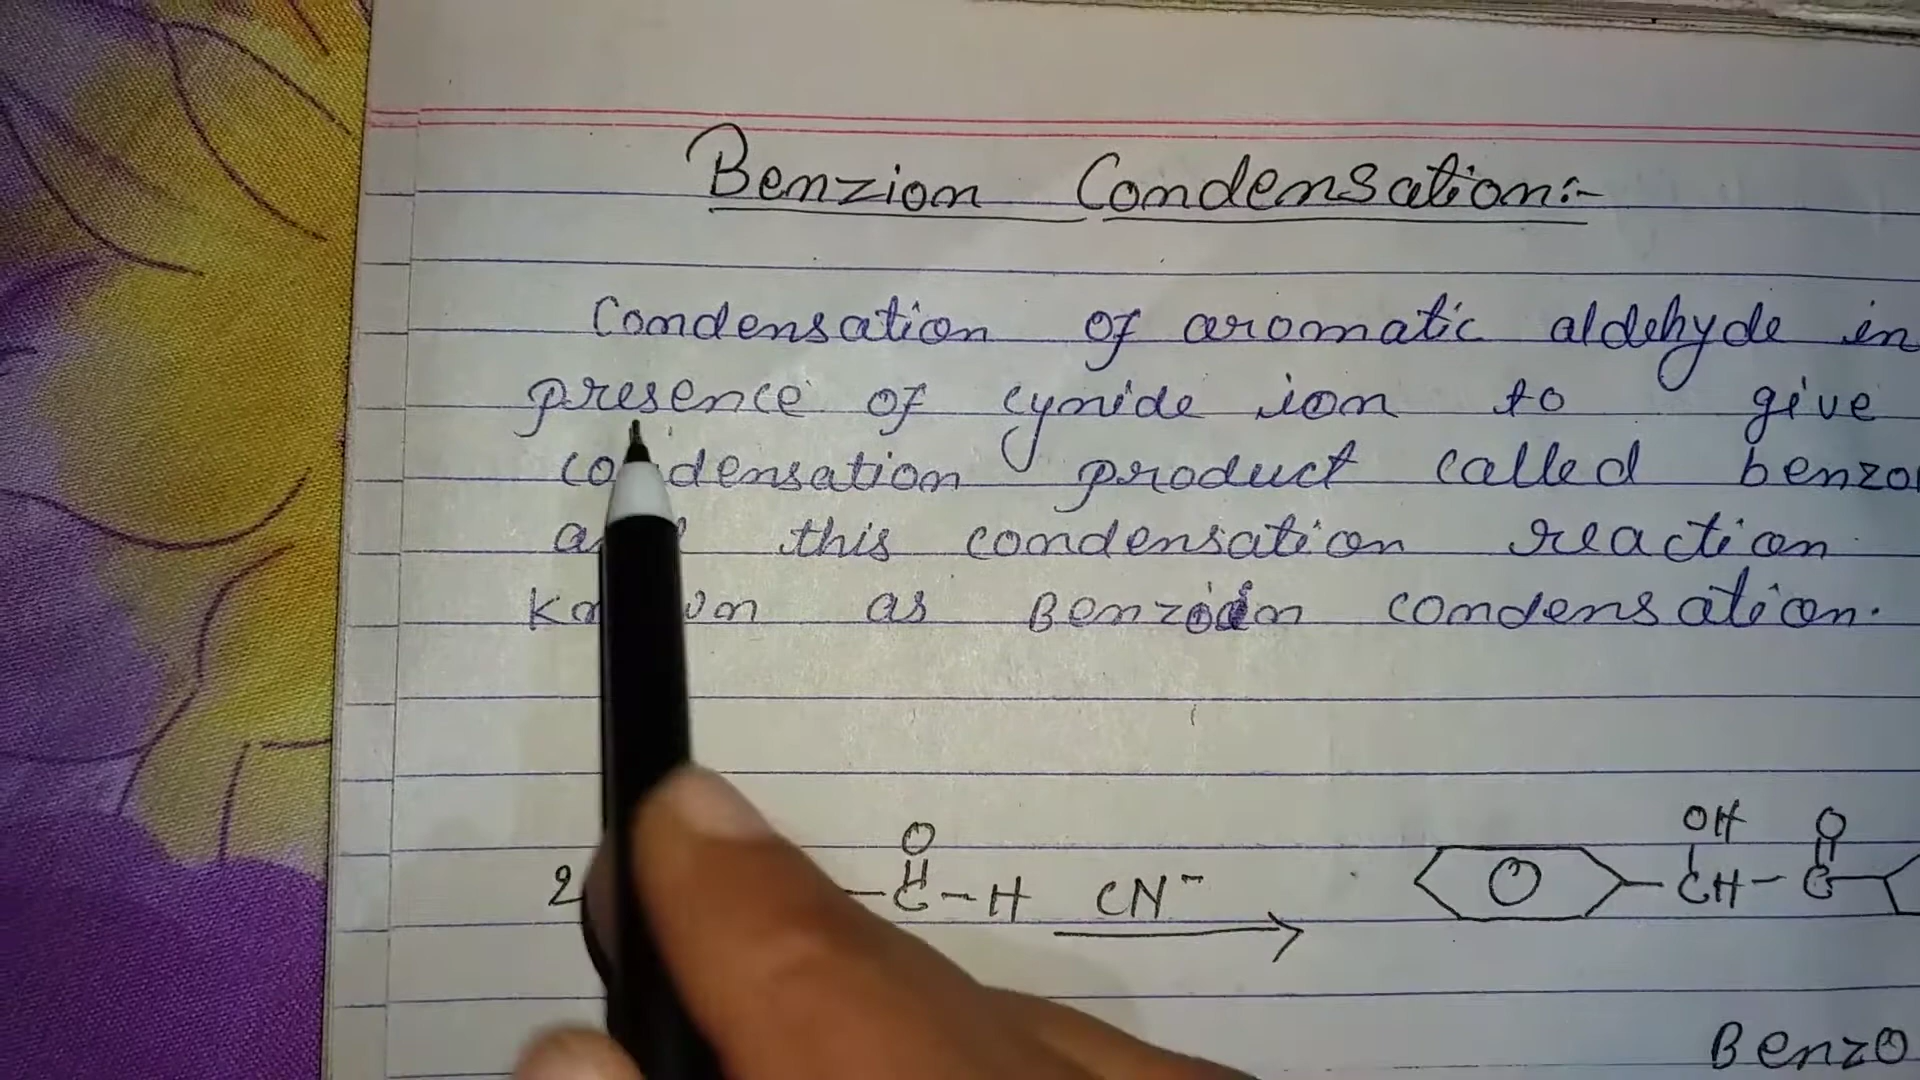 Benzion Condensation:-
Condensation of aromatic aldehyde in
presence of cynide ion to give
condensation product called
this condensation reaction
as Benzoin condensation.
OH O
O
2 -C-H CN⁻ -CH-C-